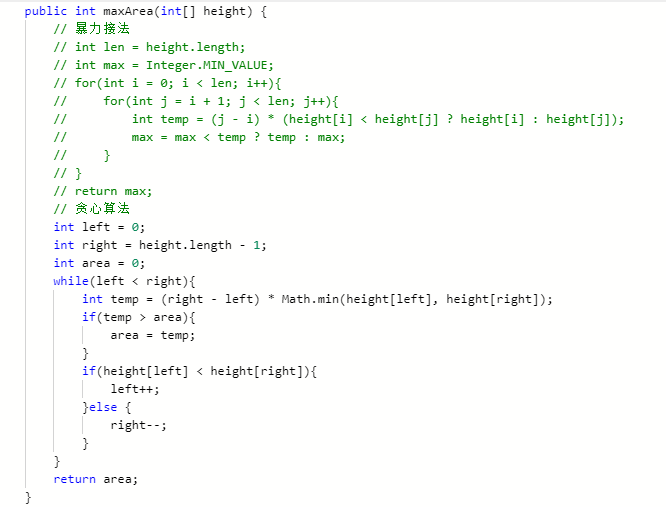 public int maxArea(int[] height) {
    // 暴力接法
    // int len = height.length;
    // int max = Integer.MIN_VALUE;
    // for(int i = 0; i < len; i++){
    //     for(int j = i + 1; j < len; j++){
    //         int temp = (j - i) * (height[i] < height[j] ? height[i] : height[j]);
    //         max = max < temp ? temp : max;
    //     }
    // }
    // return max;
    // 贪心算法
    int left = 0;
    int right = height.length - 1;
    int area = 0;
    while(left < right){
        int temp = (right - left) * Math.min(height[left], height[right]);
        if(temp > area){
            area = temp;
        }
        if(height[left] < height[right]){
            left++;
        }else {
            right--;
        }
    }
    return area;
}